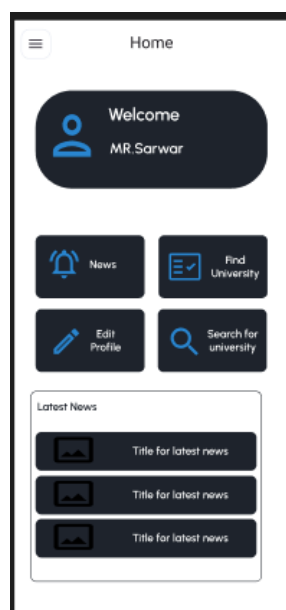 Home
Welcome
MR.Sarwar
News
Find
University
Edit
Profile
Search for
university
Latest News
Title for latest news
Title for latest news
Title for latest news